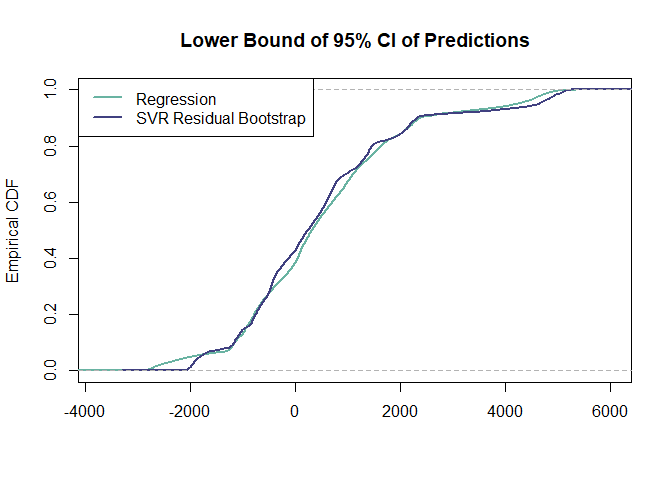 Lower Bound of 95% CI of Predictions
Regression
SVR Residual Bootstrap
Empirical CDF
1.0
0.8
0.6
0.4
0.2
0.0
-4000 -2000 0 2000 4000 6000